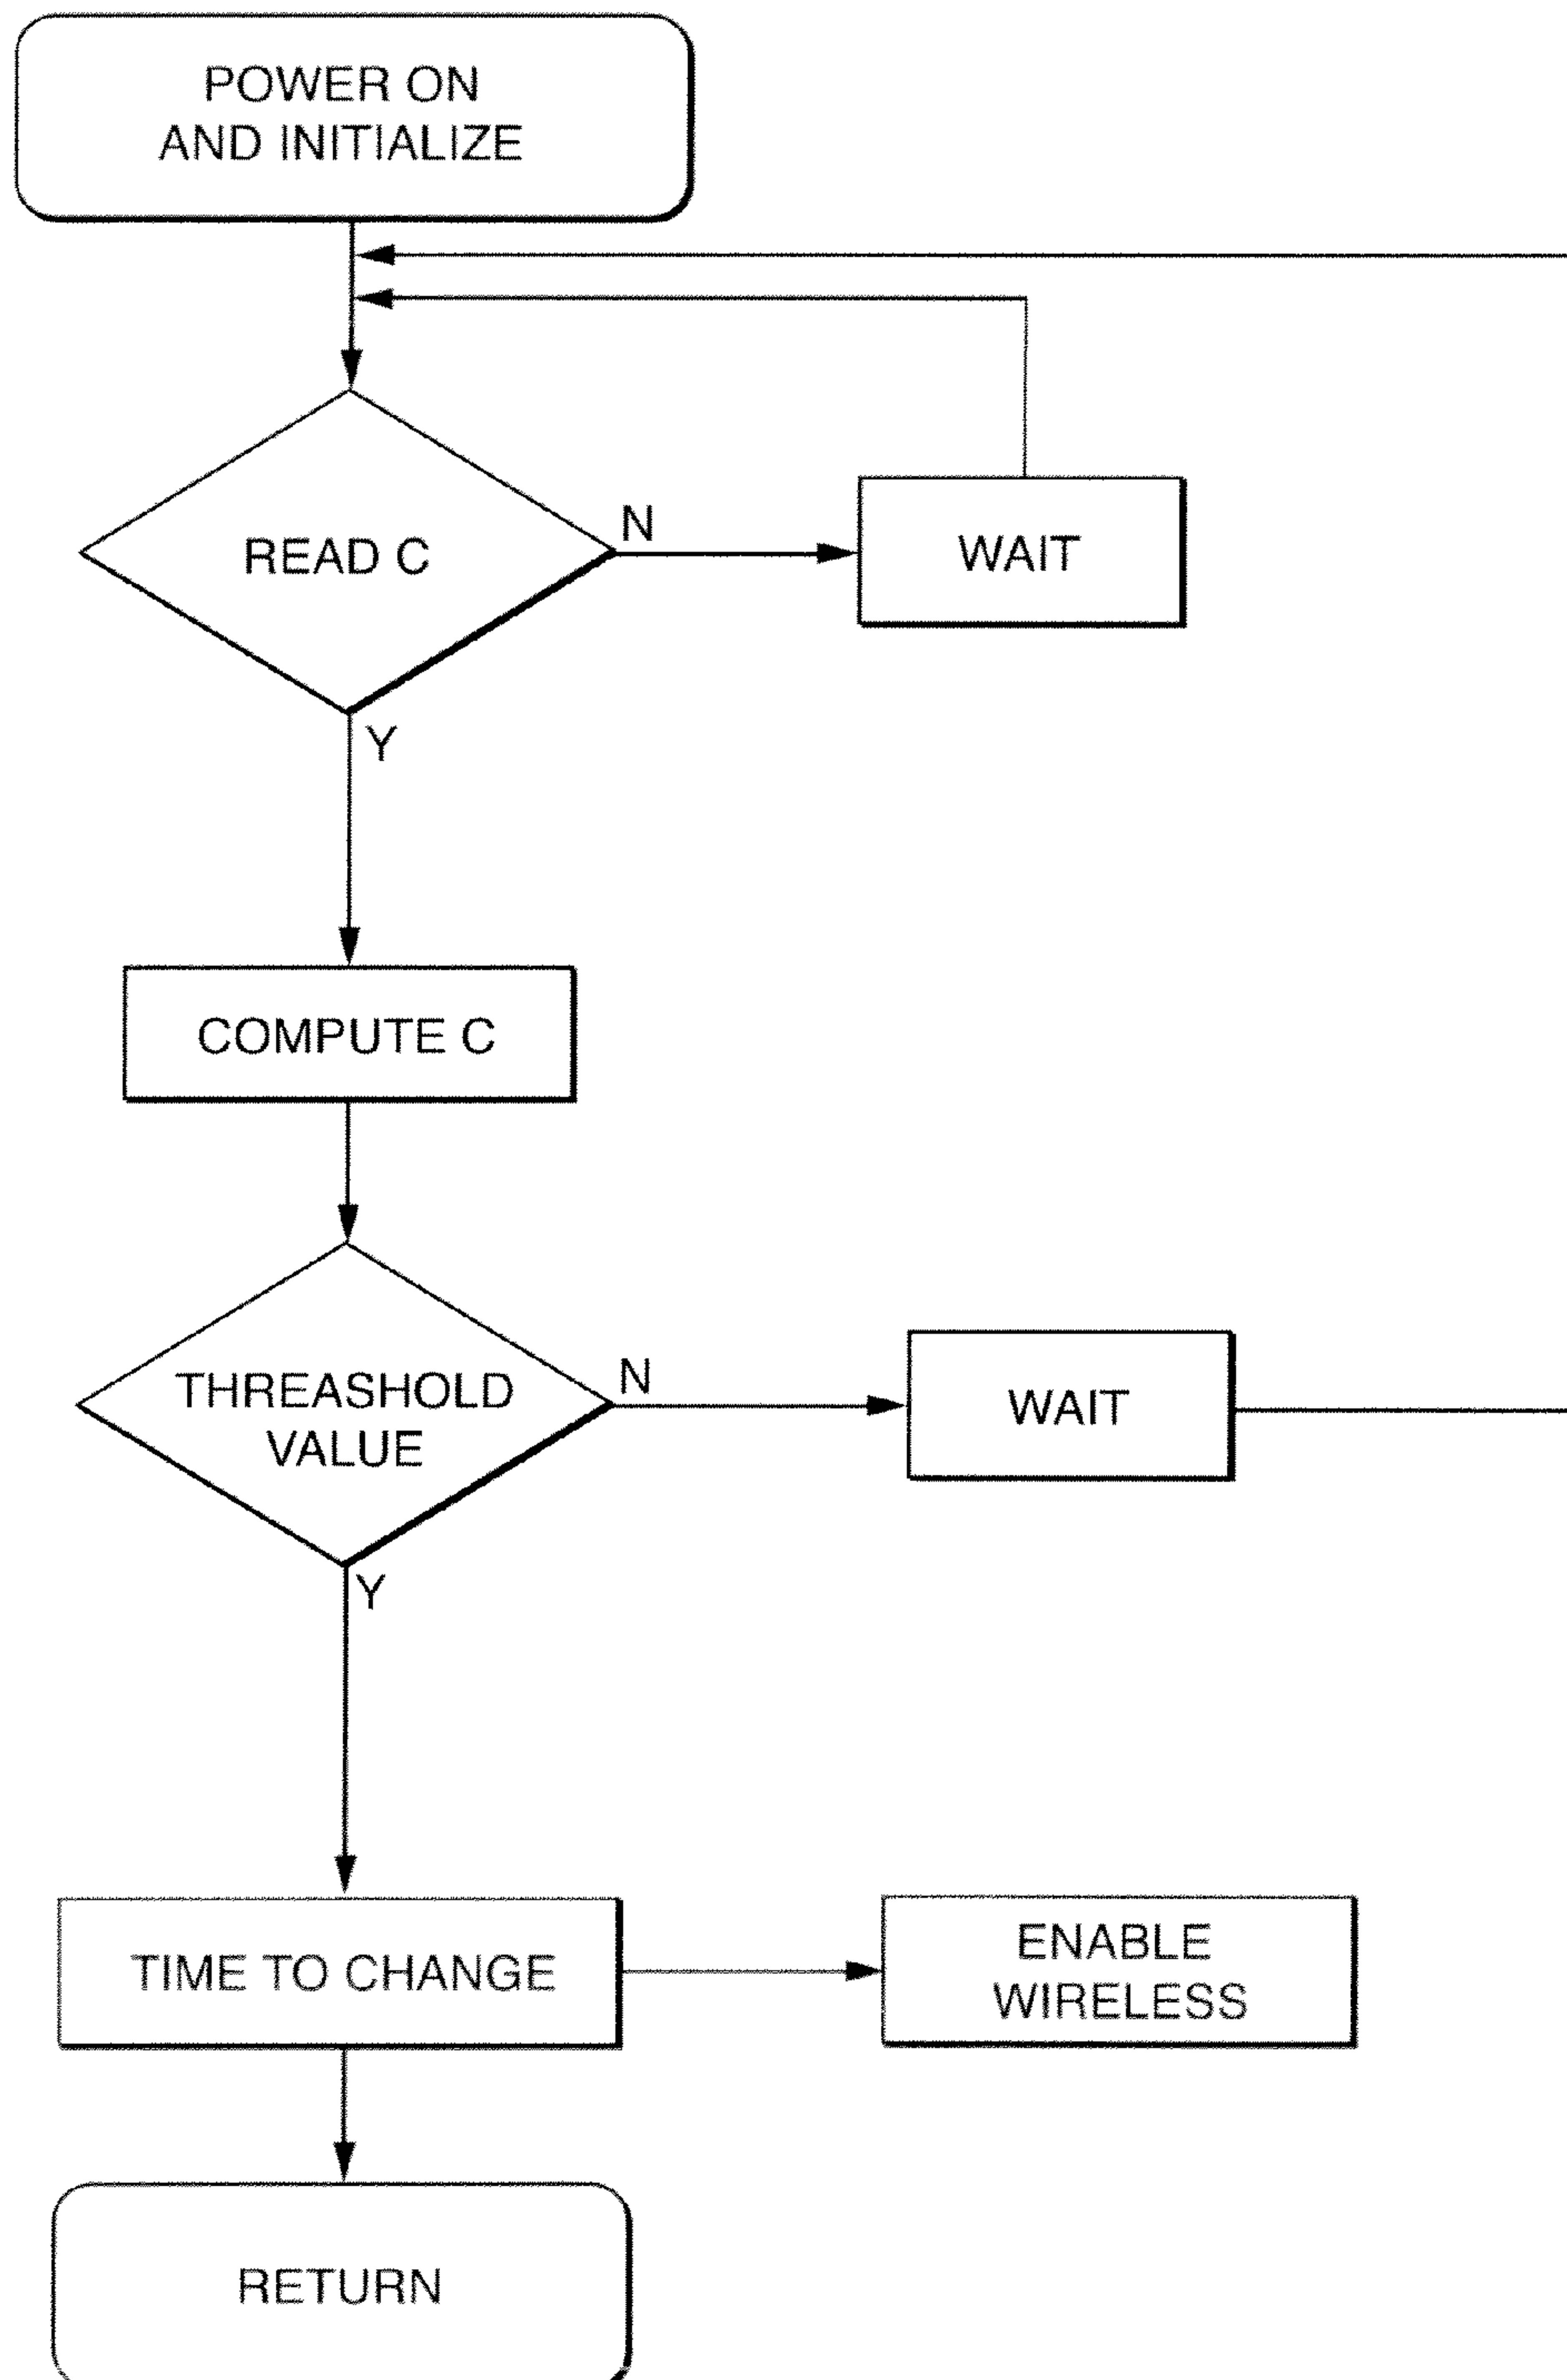 POWER ON
AND INITIALIZE
READ C
N
WAIT
Y
COMPUTE C
THREASHOLD
VALUE
N
WAIT
Y
TIME TO CHANGE
ENABLE
WIRELESS
RETURN